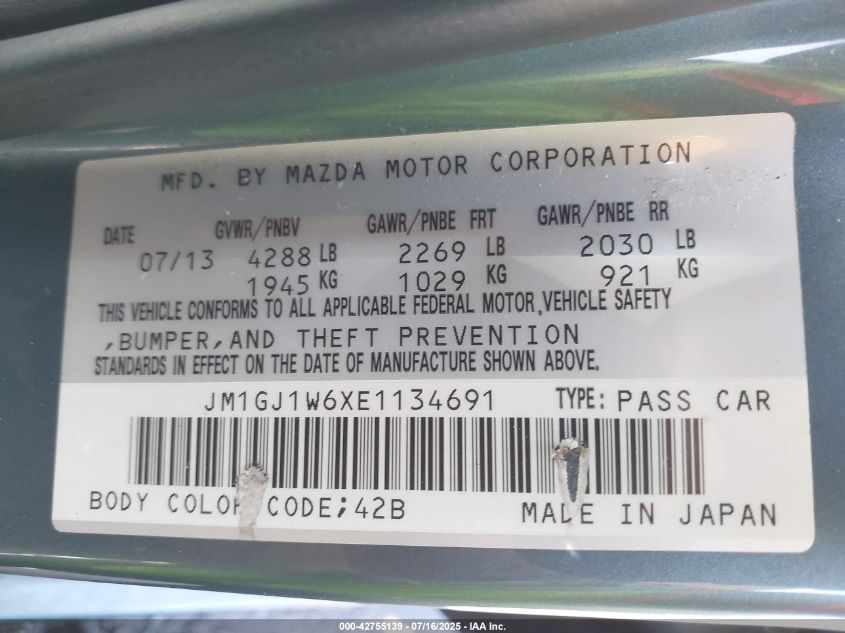 MFD. BY MAZDA MOTOR CORPORATION
DATE GVWR/PNBV GAWR/PNBE FRT GAWR/PNBE RR
07/13 4288 LB 2269 LB 2030 LB
1945 KG 1029 KG 921 KG
THIS VEHICLE CONFORMS TO ALL APPLICABLE FEDERAL MOTOR,VEHICLE SAFETY
,BUMPER,AND THEFT PREVENTION
STANDARDS IN EFFECT ON THE DATE OF MANUFACTURE SHOWN ABOVE.
JM1GJ1W6XE1134691 TYPE: PASS CAR
BODY COLOR CODE;42B MADE IN JAPAN
000-42755139 - 07/16/2025 - IAA Inc.